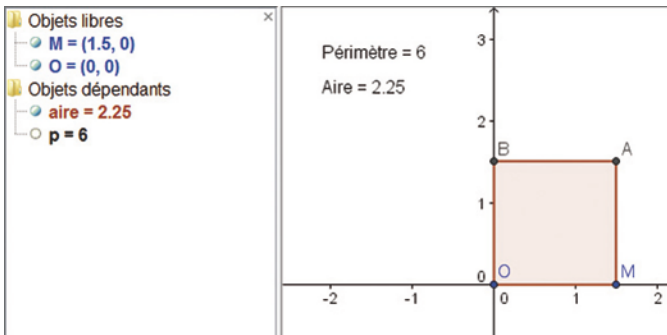 Objets libres
M = (1.5, 0)
O = (0, 0)
Objets dépendants
aire = 2.25
p = 6
×
Périmètre = 6
Aire = 2.25
3
2
B A
1
0 O M
-2 -1 0 1 2